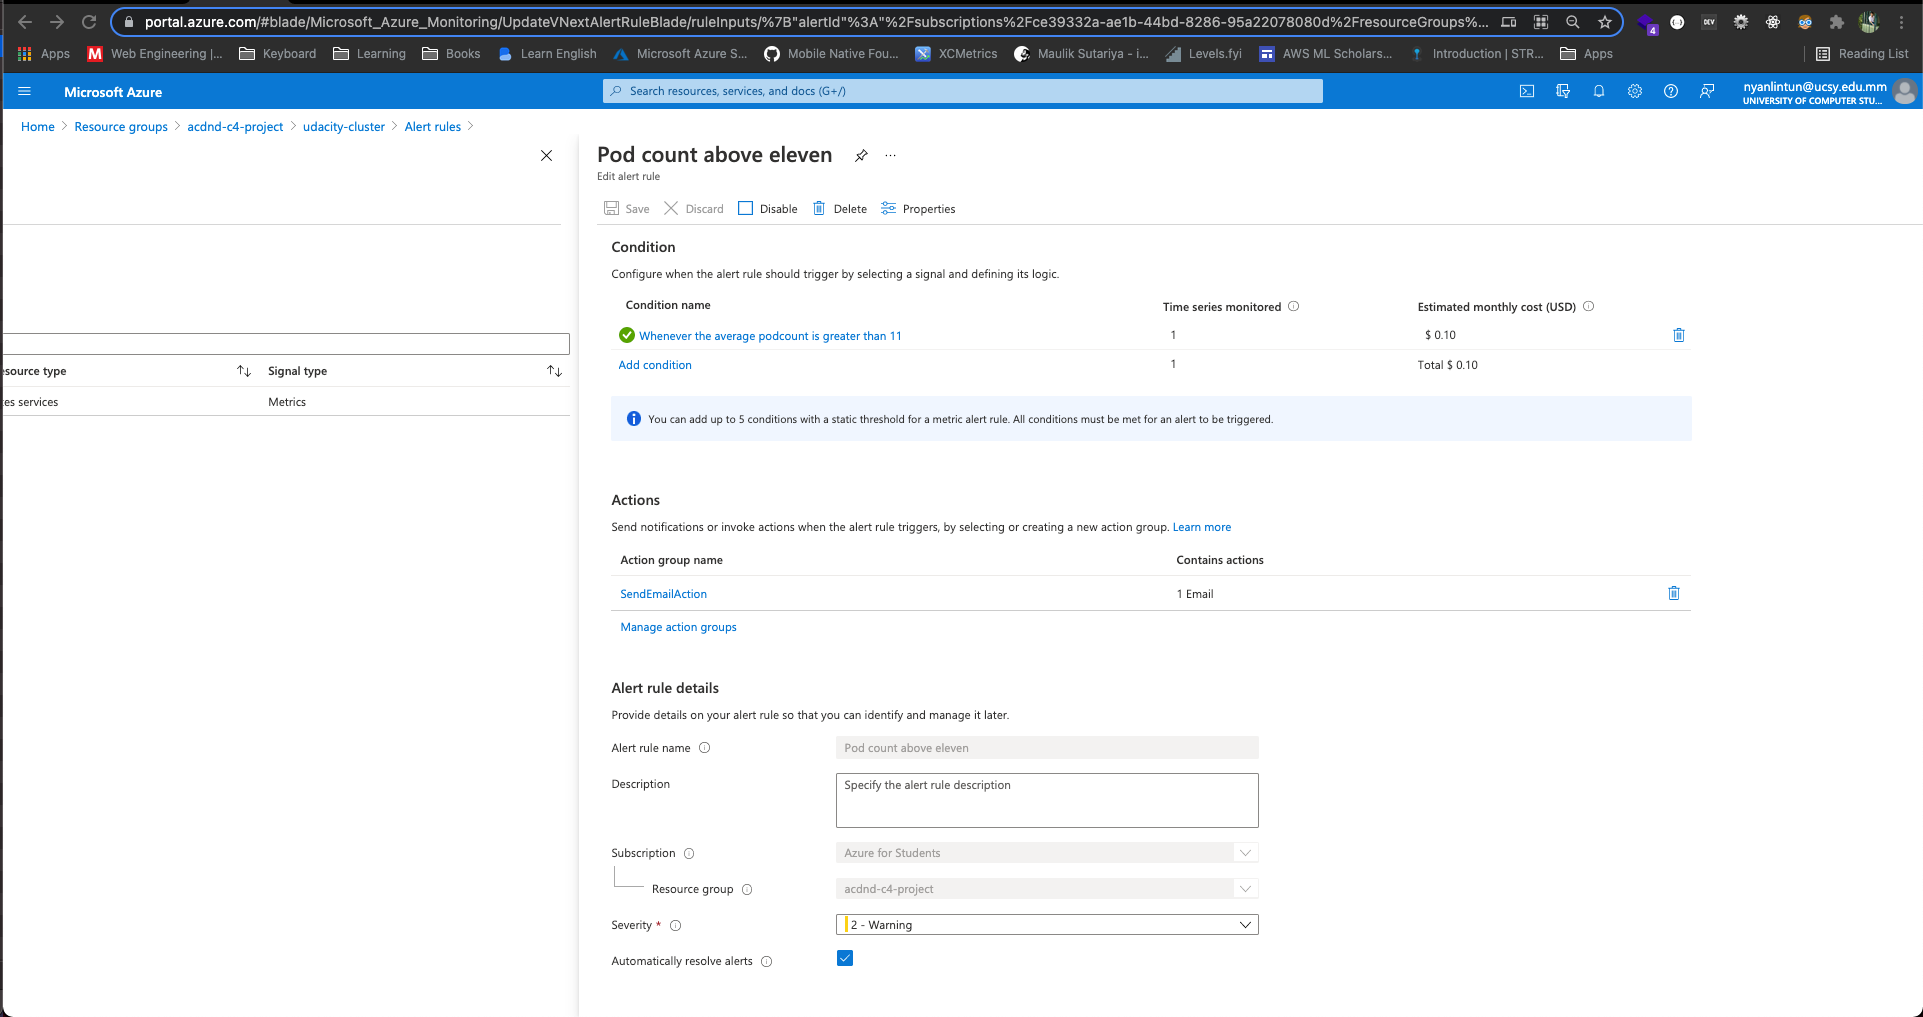 portal.azure.com/#blade/Microsoft_Azure_Monitoring/UpdateVNextAlertRuleBlade/ruleInputs/%7B"alertId"%3A"%2Fsubscriptions%2Fce39332a-ae1b-44bd-8286-95a22078080d%2FresourceGroups%...
4
DEV
Apps
M Web Engineering |...
Keyboard
Learning
Books
Learn English
Microsoft Azure S...
Mobile Native Fou...
XCMetrics
Maulik Sutariya - i...
Levels.fyi
AWS ML Scholars...
Introduction | STR...
Apps
Reading List
Microsoft Azure
Search resources, services, and docs (G+/)
nyanlintun@ucsy.edu.mm
UNIVERSITY OF COMPUTER STU...
Home > Resource groups > acdnd-c4-project > udacity-cluster > Alert rules >
Pod count above eleven
...
Edit alert rule
Save
Discard
Disable
Delete
Properties
esource type
Signal type
es services
Metrics
Condition
Configure when the alert rule should trigger by selecting a signal and defining its logic.
Condition name
Time series monitored
Estimated monthly cost (USD)
Whenever the average podcount is greater than 11
1
$ 0.10
Add condition
1
Total $ 0.10
You can add up to 5 conditions with a static threshold for a metric alert rule. All conditions must be met for an alert to be triggered.
Actions
Send notifications or invoke actions when the alert rule triggers, by selecting or creating a new action group. Learn more
Action group name
Contains actions
SendEmailAction
1 Email
Manage action groups
Alert rule details
Provide details on your alert rule so that you can identify and manage it later.
Alert rule name
Pod count above eleven
Description
Specify the alert rule description
Subscription
Azure for Students
Resource group
acdnd-c4-project
Severity *
2 - Warning
Automatically resolve alerts